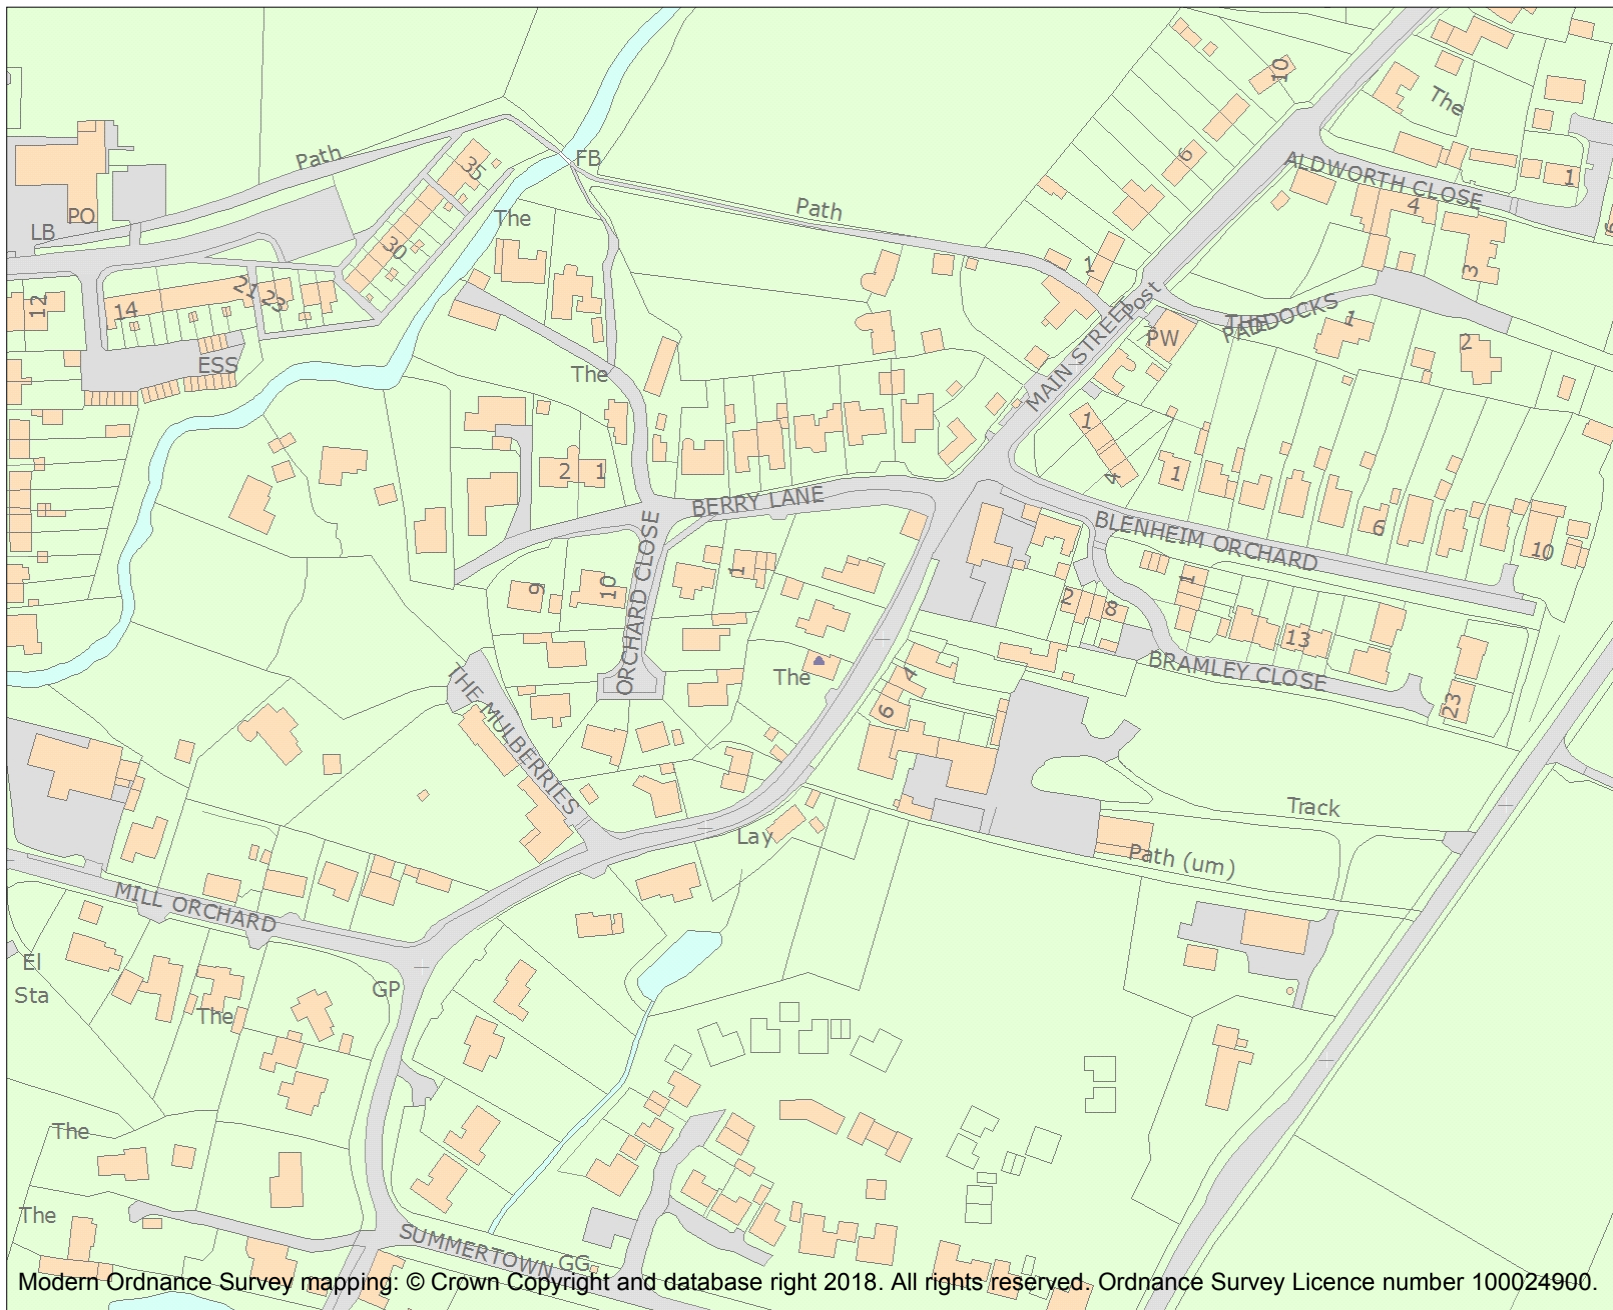 10
The
6
ALDWORTH CLOSE
1
4
3
Path
35
FB
PO
LB
Path
The
30
1
Post
MAIN STREET
THE
PADDOCKS
1
PW
2
12
14
21
23
ESS
The
1
4
1
2
1
BERRY LANE
6
10
BLENHEIM ORCHARD
ORCHARD CLOSE
9
10
1
2
8
1
13
BRAMLEY CLOSE
23
The
4
6
THE MULBERRIES
Lay
Track
Path (um)
MILL ORCHARD
El
Sta
GP
The
The
The
SUMMERTOWN
GG
Modern Ordnance Survey mapping: © Crown Copyright and database right 2018. All rights reserved. Ordnance Survey Licence number 100024900.